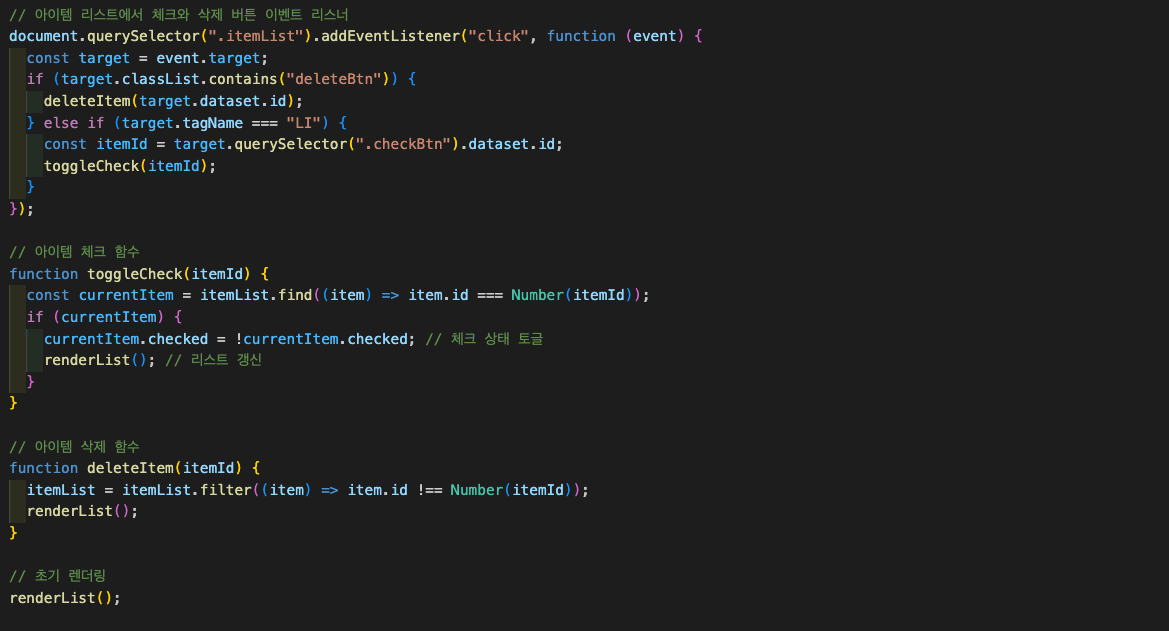 // 아이템 리스트에서 체크와 삭제 버튼 이벤트 리스너
document.querySelector(".itemList").addEventListener("click", function (event) {
  const target = event.target;
  if (target.classList.contains("deleteBtn")) {
    deleteItem(target.dataset.id);
  } else if (target.tagName === "LI") {
    const itemId = target.querySelector(".checkBtn").dataset.id;
    toggleCheck(itemId);
  }
});

// 아이템 체크 함수
function toggleCheck(itemId) {
  const currentItem = itemList.find((item) => item.id === Number(itemId));
  if (currentItem) {
    currentItem.checked = !currentItem.checked; // 체크 상태 토글
    renderList(); // 리스트 갱신
  }
}

// 아이템 삭제 함수
function deleteItem(itemId) {
  itemList = itemList.filter((item) => item.id !== Number(itemId));
  renderList();
}

// 초기 렌더링
renderList();